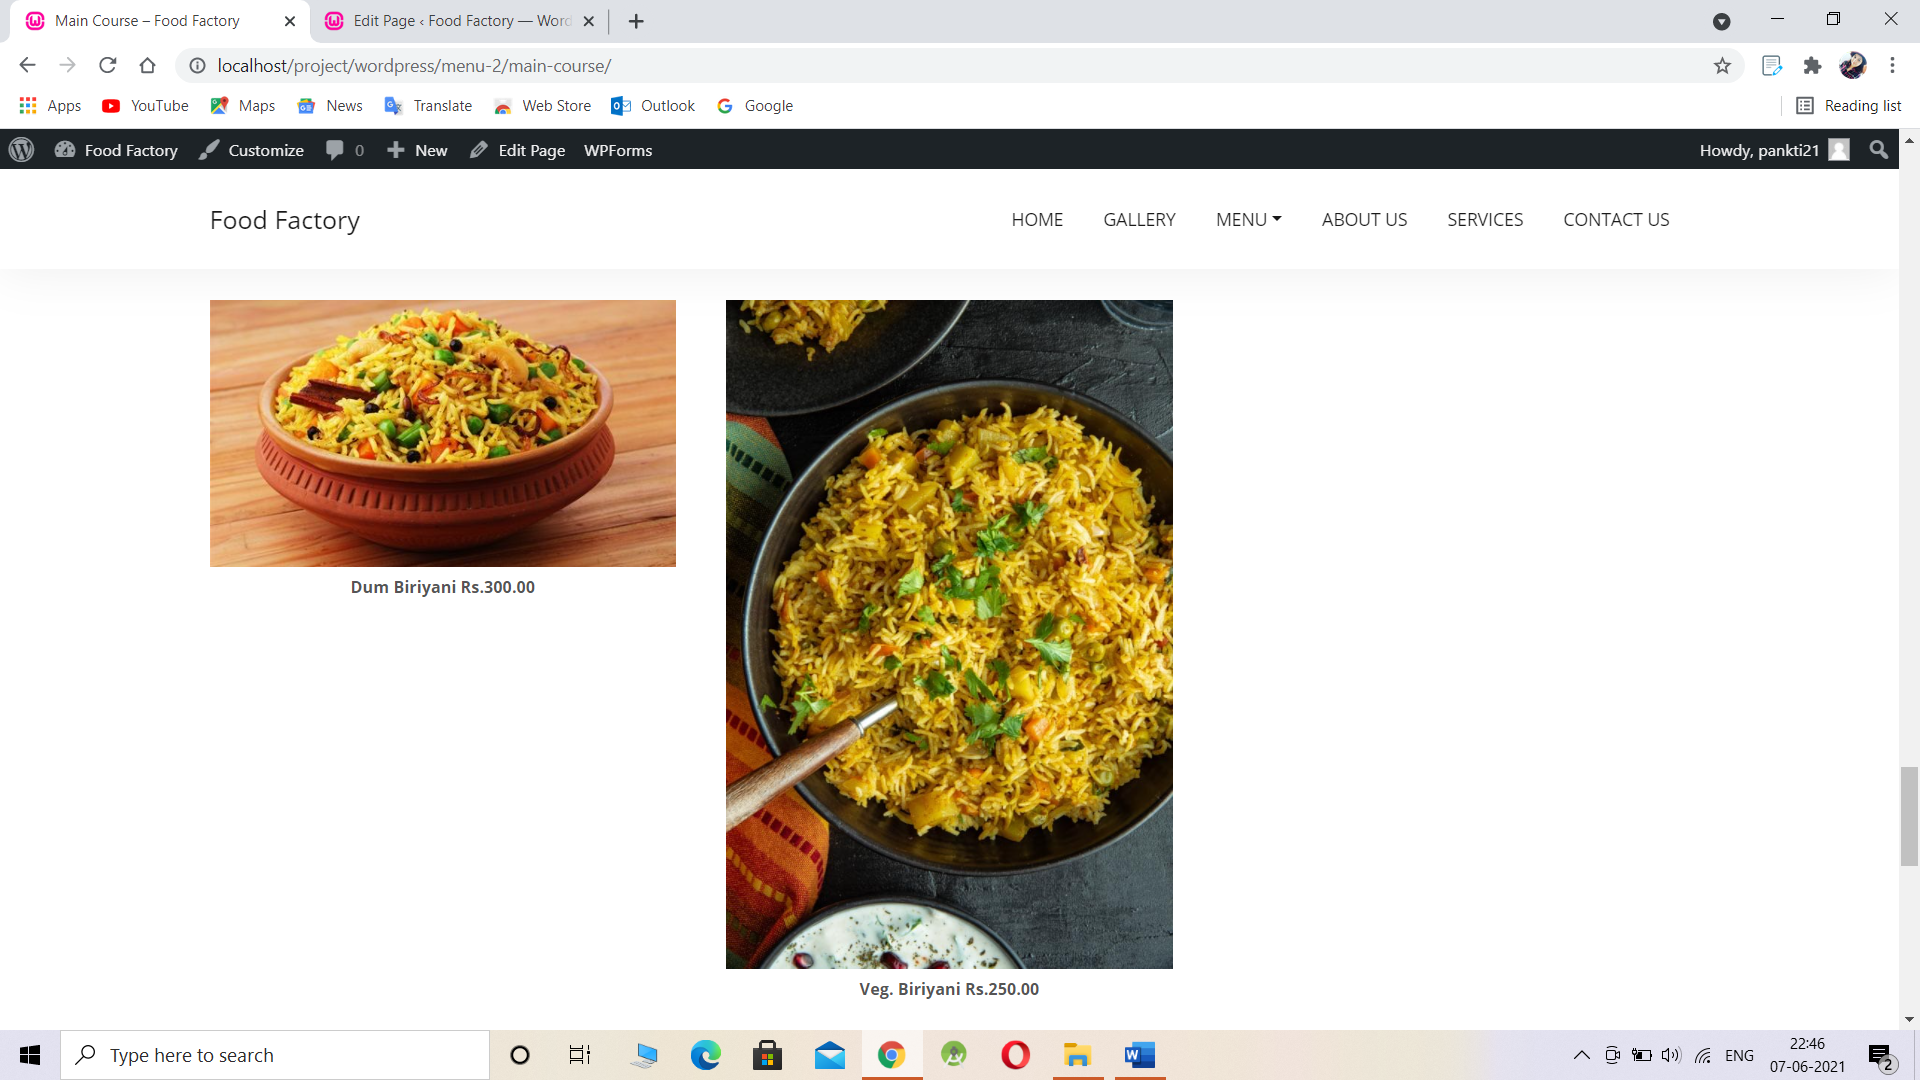 Main Course – Food Factory
Edit Page ‹ Food Factory — Word
localhost/project/wordpress/menu-2/main-course/
Apps YouTube Maps News Translate Web Store Outlook Google Reading list
Food Factory Customize 0 New Edit Page WPForms Howdy, pankti21
Food Factory HOME GALLERY MENU ABOUT US SERVICES CONTACT US
Dum Biriyani Rs.300.00
Veg. Biriyani Rs.250.00
Type here to search
ENG
22:46
07-06-2021
2